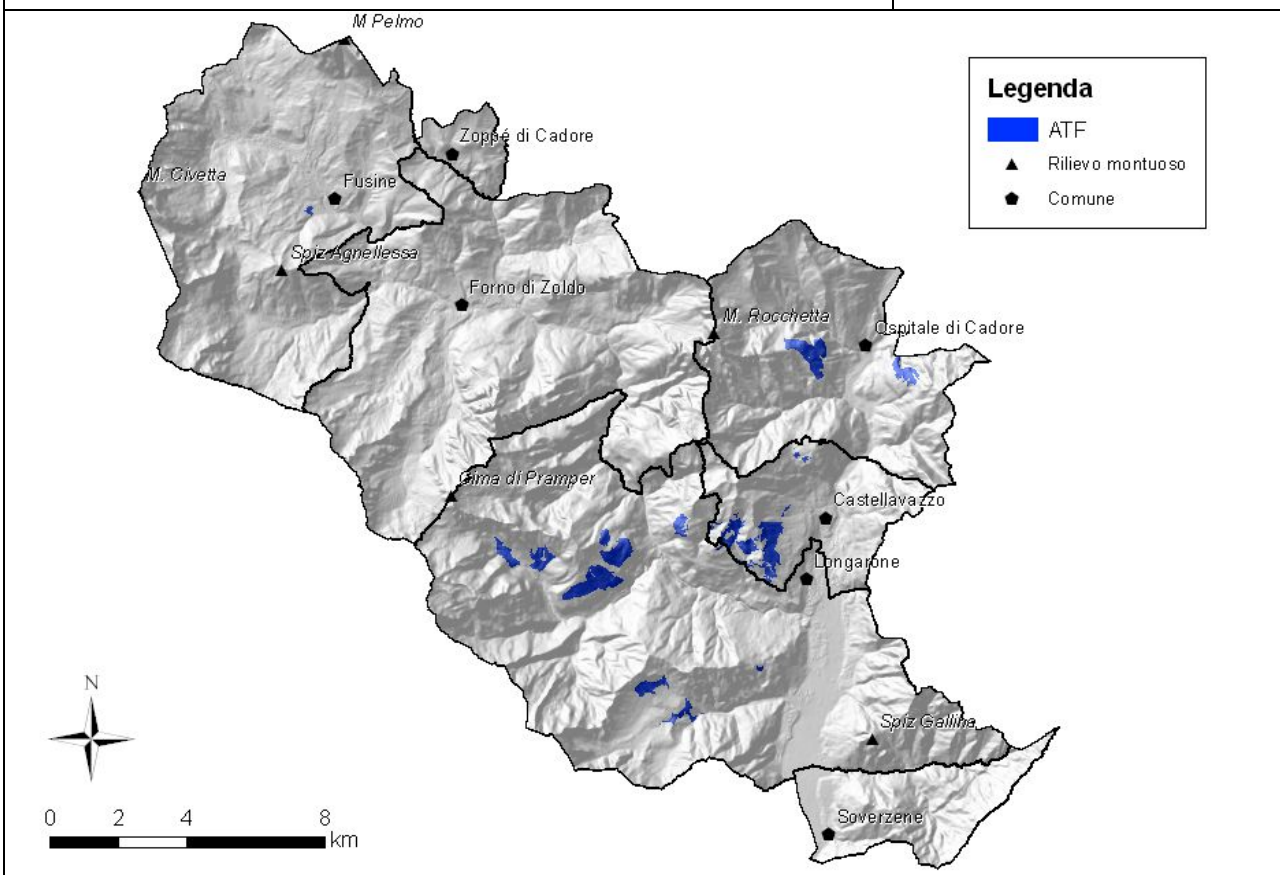 M Pelmo
Legenda
ATF
Rilievo montuoso
Comune
Zoppé di Cadore
M. Civetta
Fusine
Spiz Agnellessa
Forno di Zoldo
M. Rocchetta
Ospitale di Cadore
Cima di Pramper
Castellavazzo
Longarone
N
Spiz Gallina
Soverzene
0 2 4 8
km